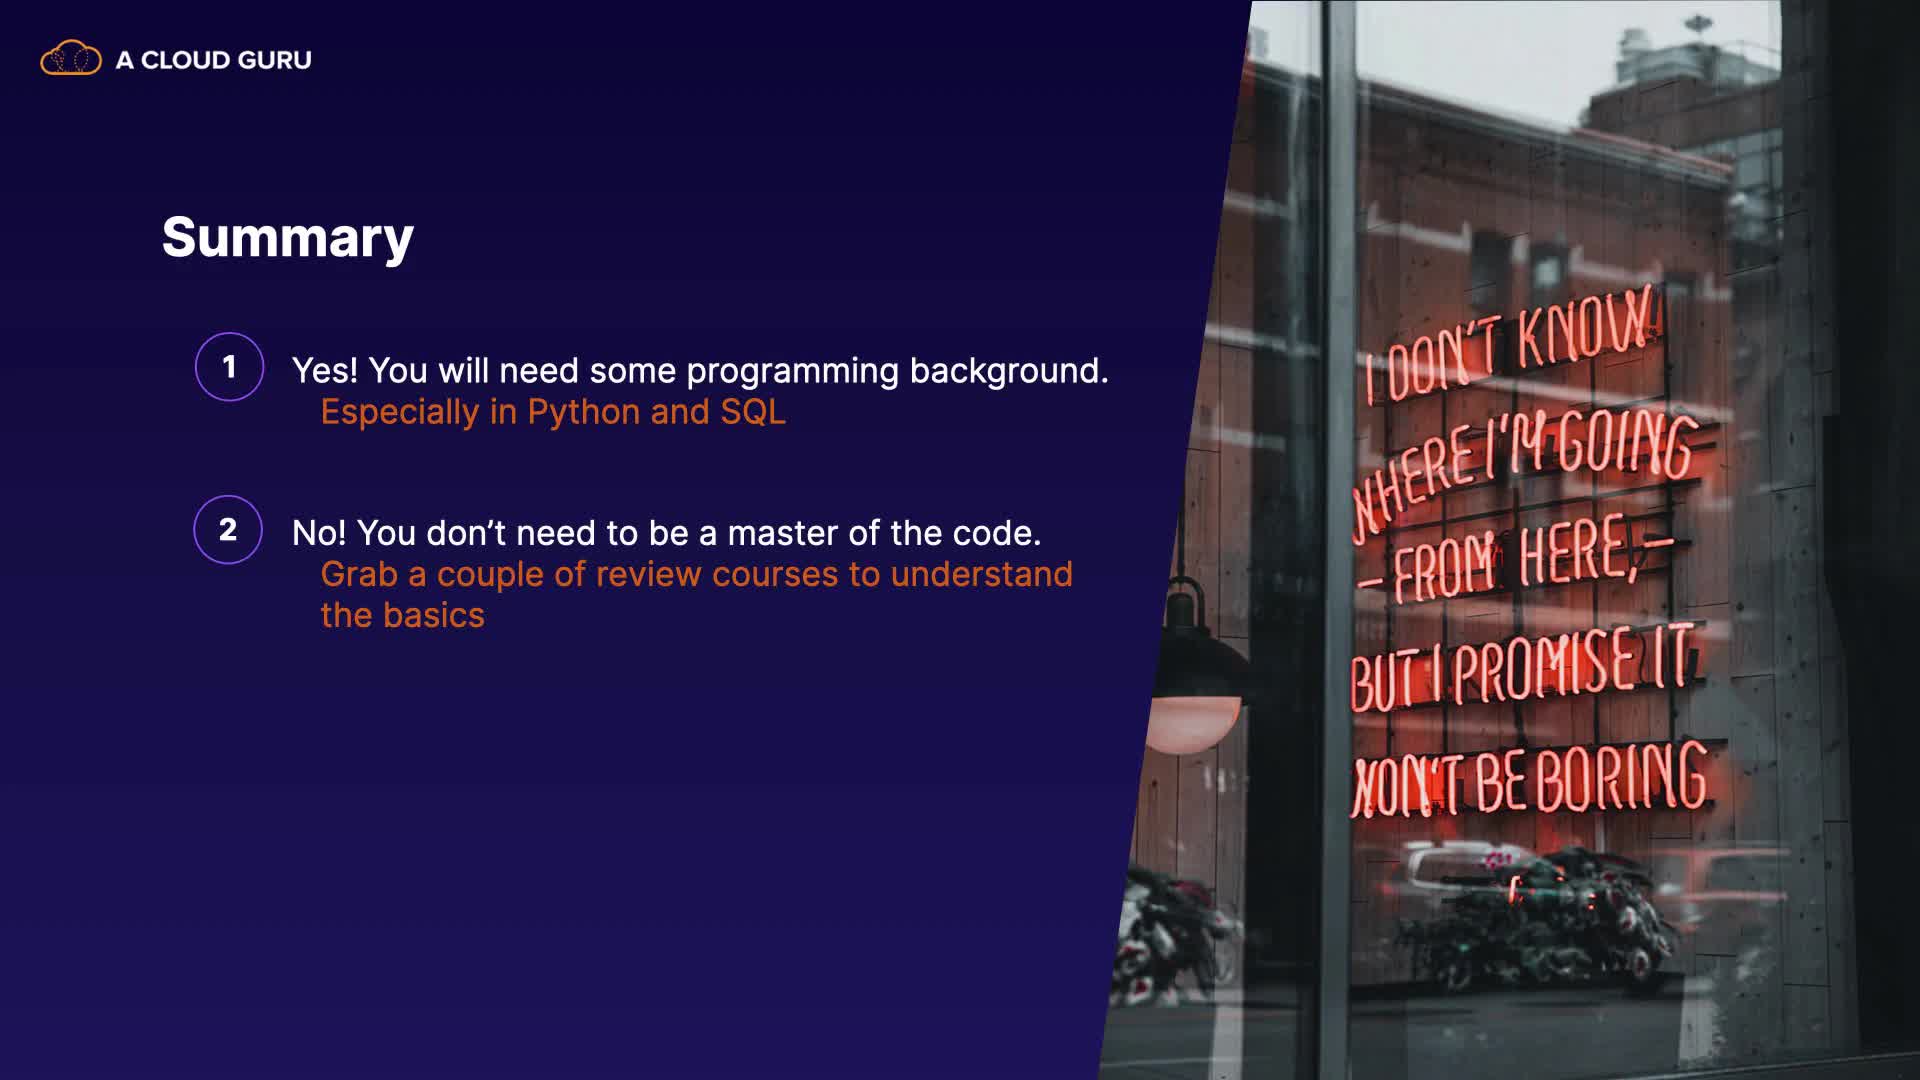 A CLOUD GURU
Summary
1
Yes! You will need some programming background.
Especially in Python and SQL
2
No! You don’t need to be a master of the code.
Grab a couple of review courses to understand
the basics
I DON'T KNOW
WHERE I'M GOING
– FROM HERE, –
BUT I PROMISE IT
WON'T BE BORING